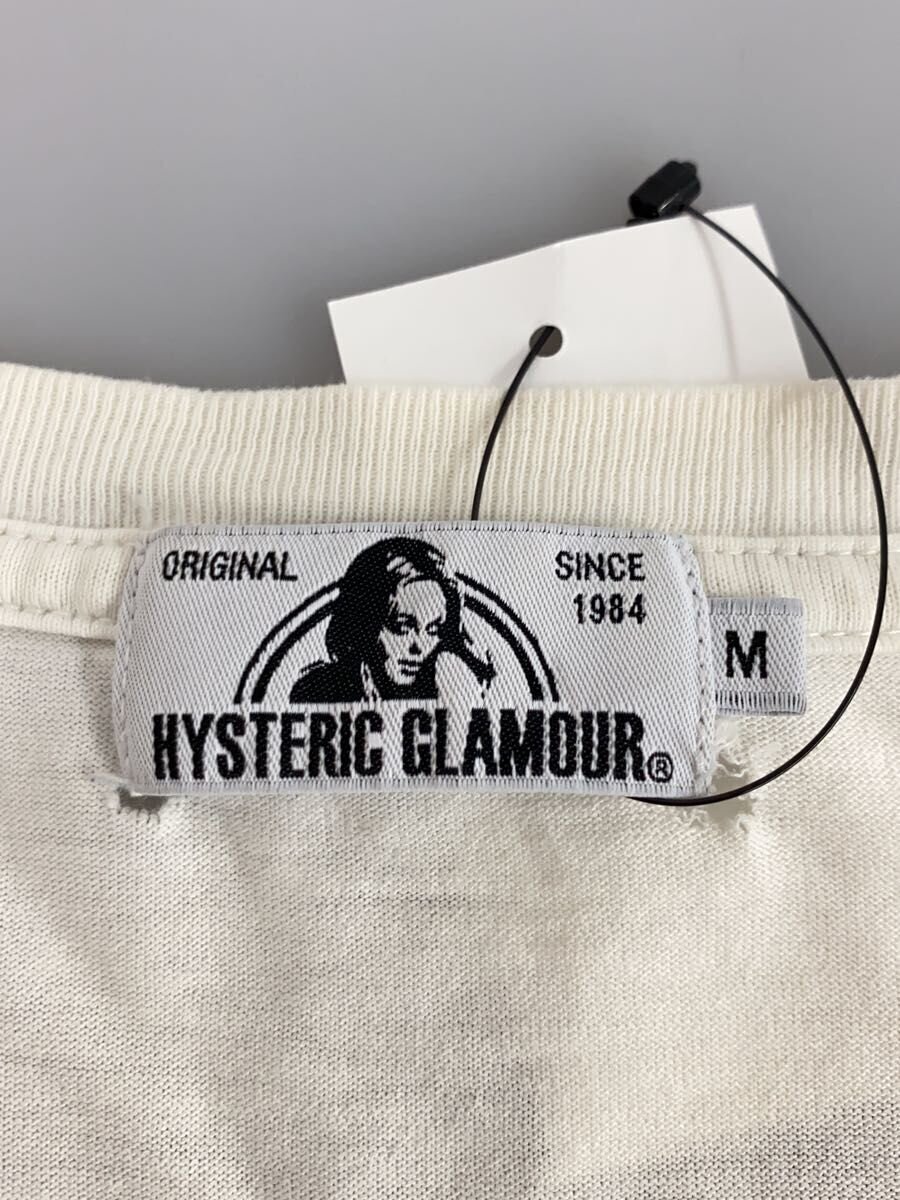 ORIGINAL
SINCE
1984
HYSTERIC GLAMOUR®
M